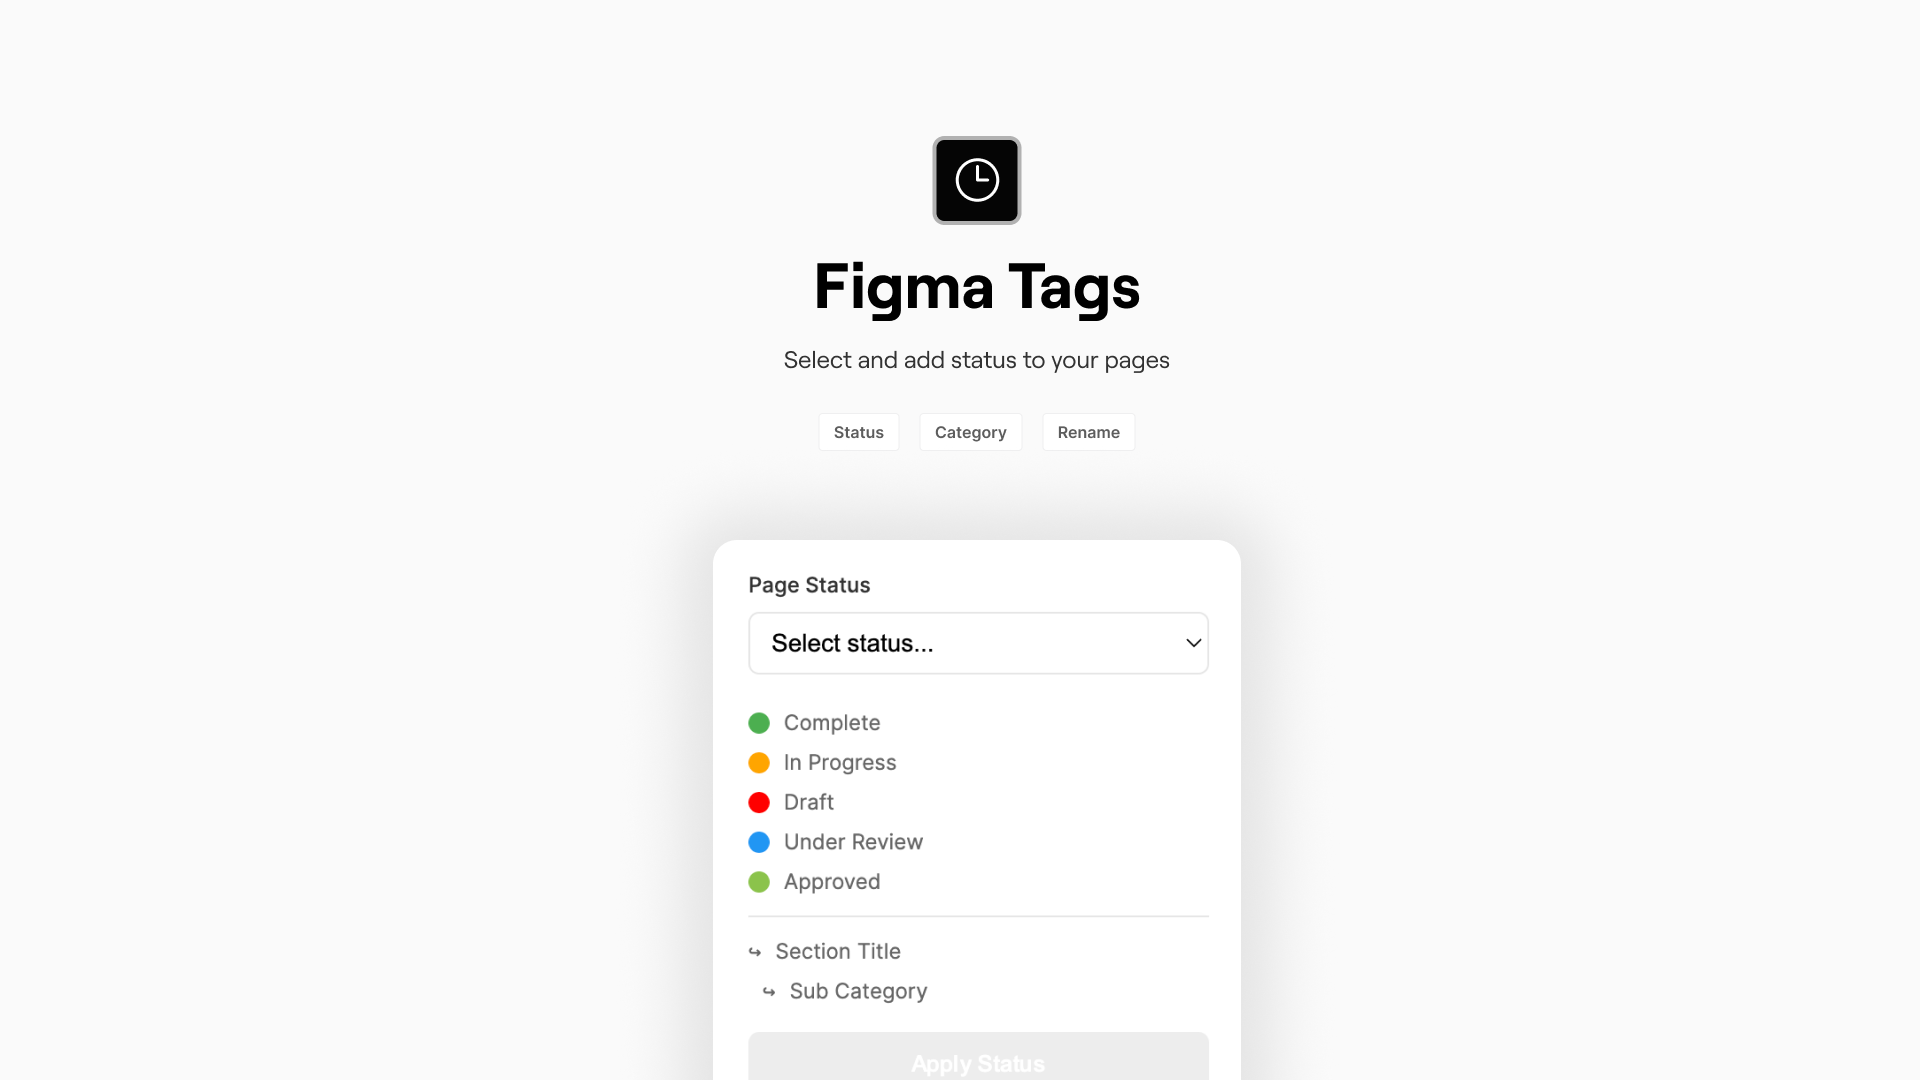 Figma Tags
Select and add status to your pages
Status Category Rename
Page Status
Select status...
Complete
In Progress
Draft
Under Review
Approved
↪ Section Title
↪ Sub Category
Apply Status